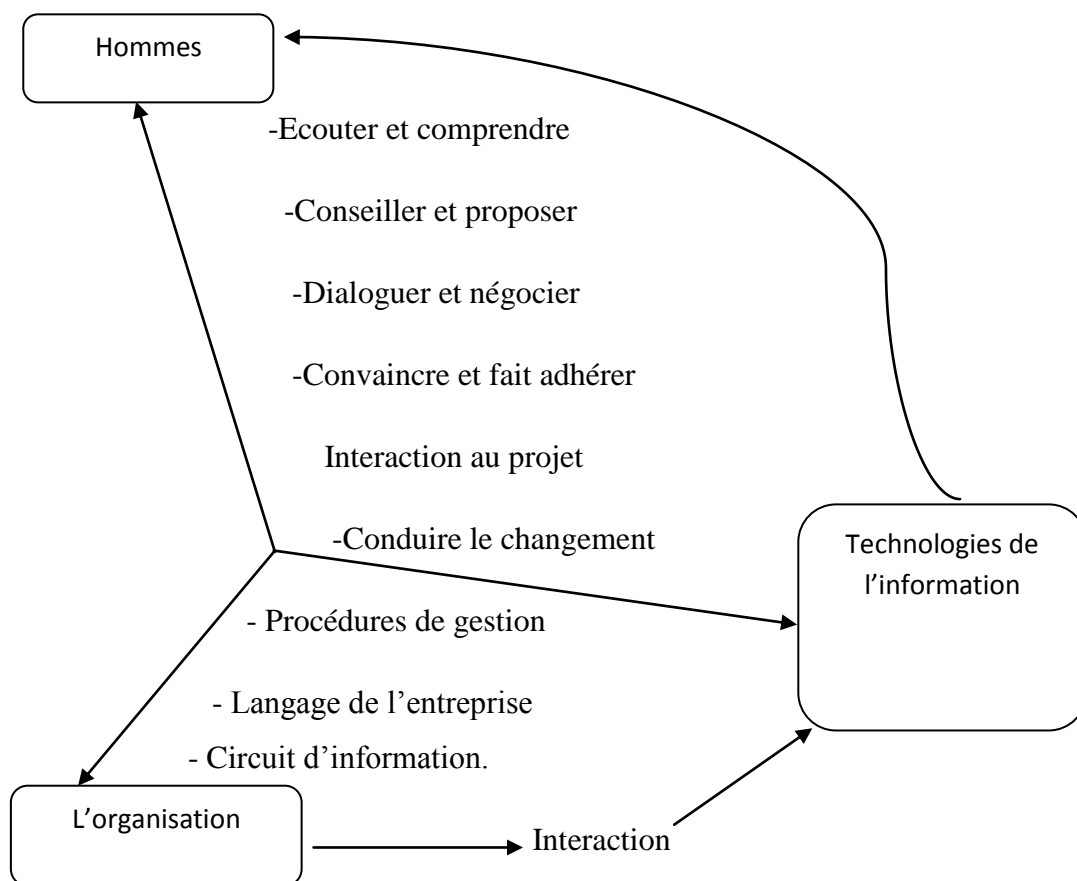 Hommes
-Ecouter et comprendre
-Conseiller et proposer
-Dialoguer et négocier
-Convaincre et fait adhérer
Interaction au projet
-Conduire le changement
Technologies de
l’information
- Procédures de gestion
- Langage de l’entreprise
- Circuit d’information.
L’organisation
Interaction